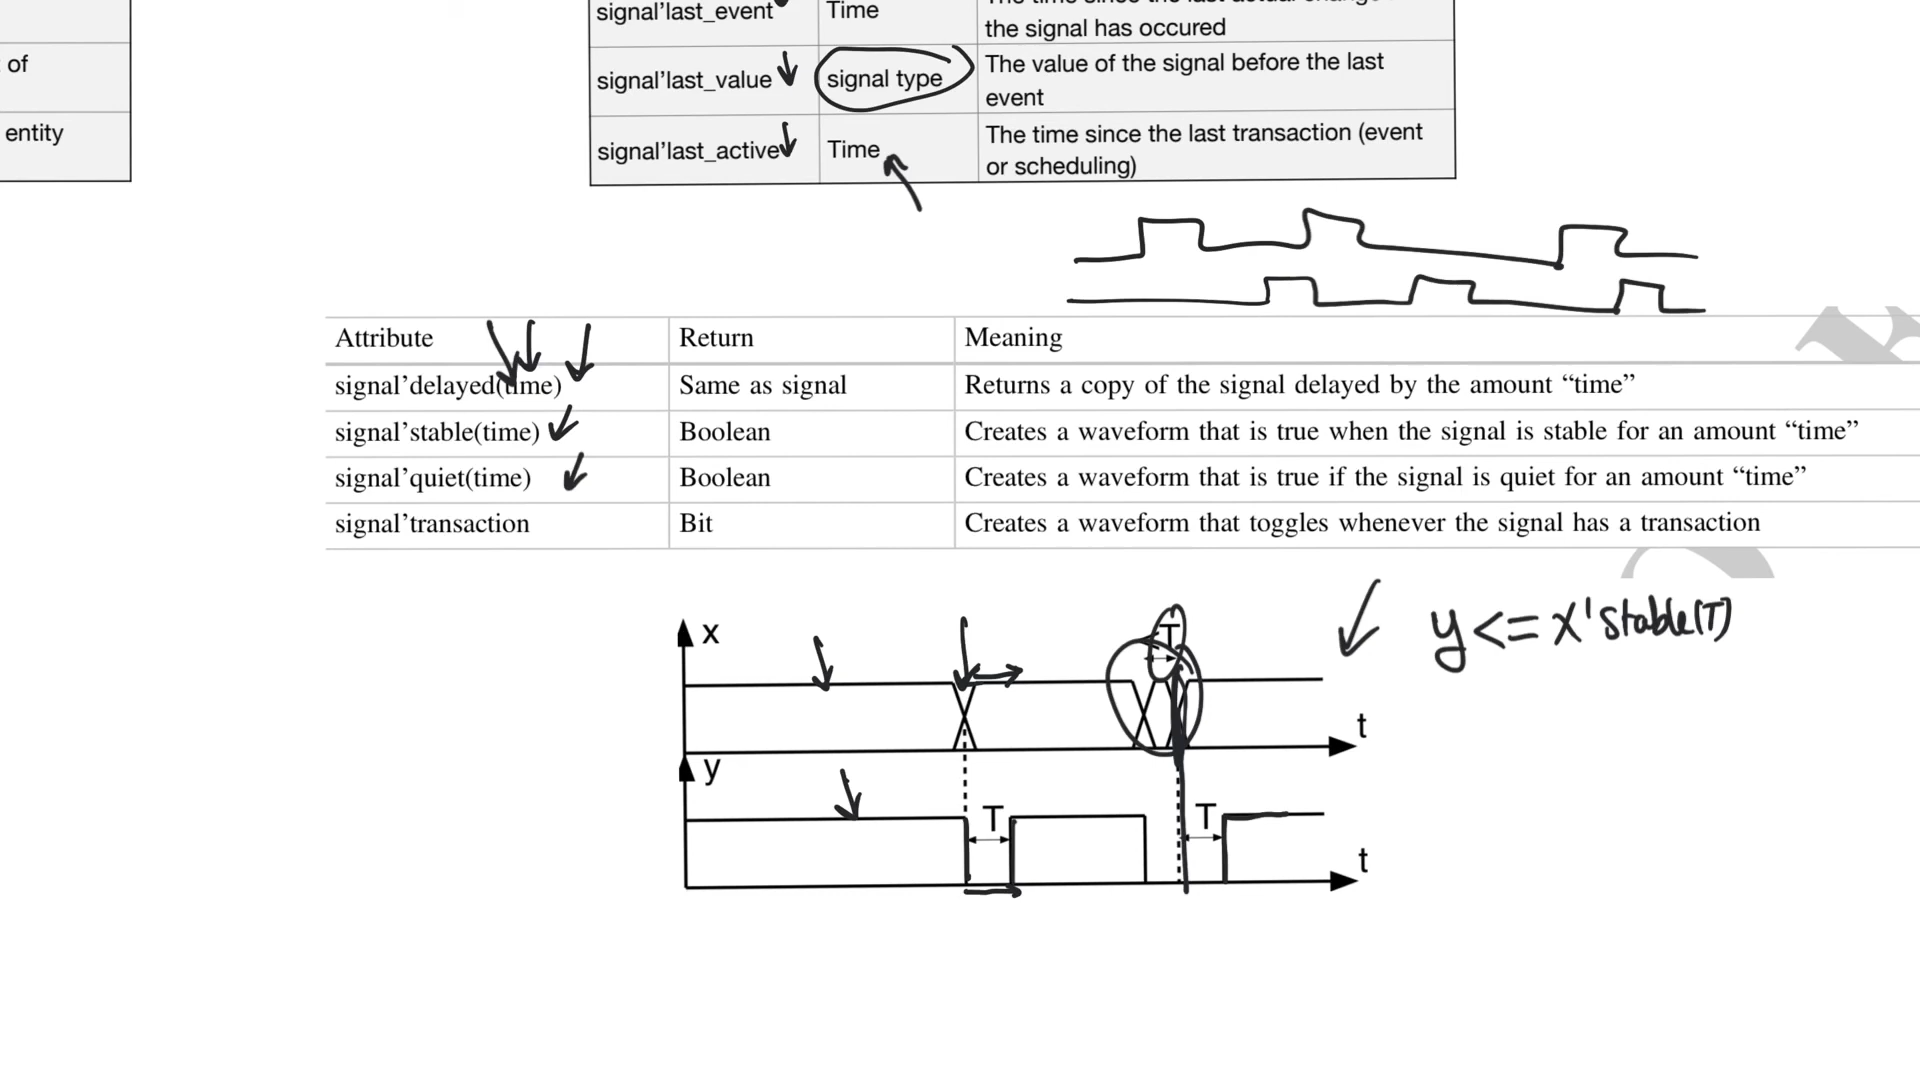 of
entity
signal’last_event Time
the signal has occured
signal’last_value signal type The value of the signal before the last
event
signal’last_active Time The time since the last transaction (event
or scheduling)
Attribute Return Meaning
signal’delayed(time) Same as signal Returns a copy of the signal delayed by the amount “time”
signal’stable(time) Boolean Creates a waveform that is true when the signal is stable for an amount “time”
signal’quiet(time) Boolean Creates a waveform that is true if the signal is quiet for an amount “time”
signal’transaction Bit Creates a waveform that toggles whenever the signal has a transaction
y<= x'stable(T)
x
T
t
y
T
T
t